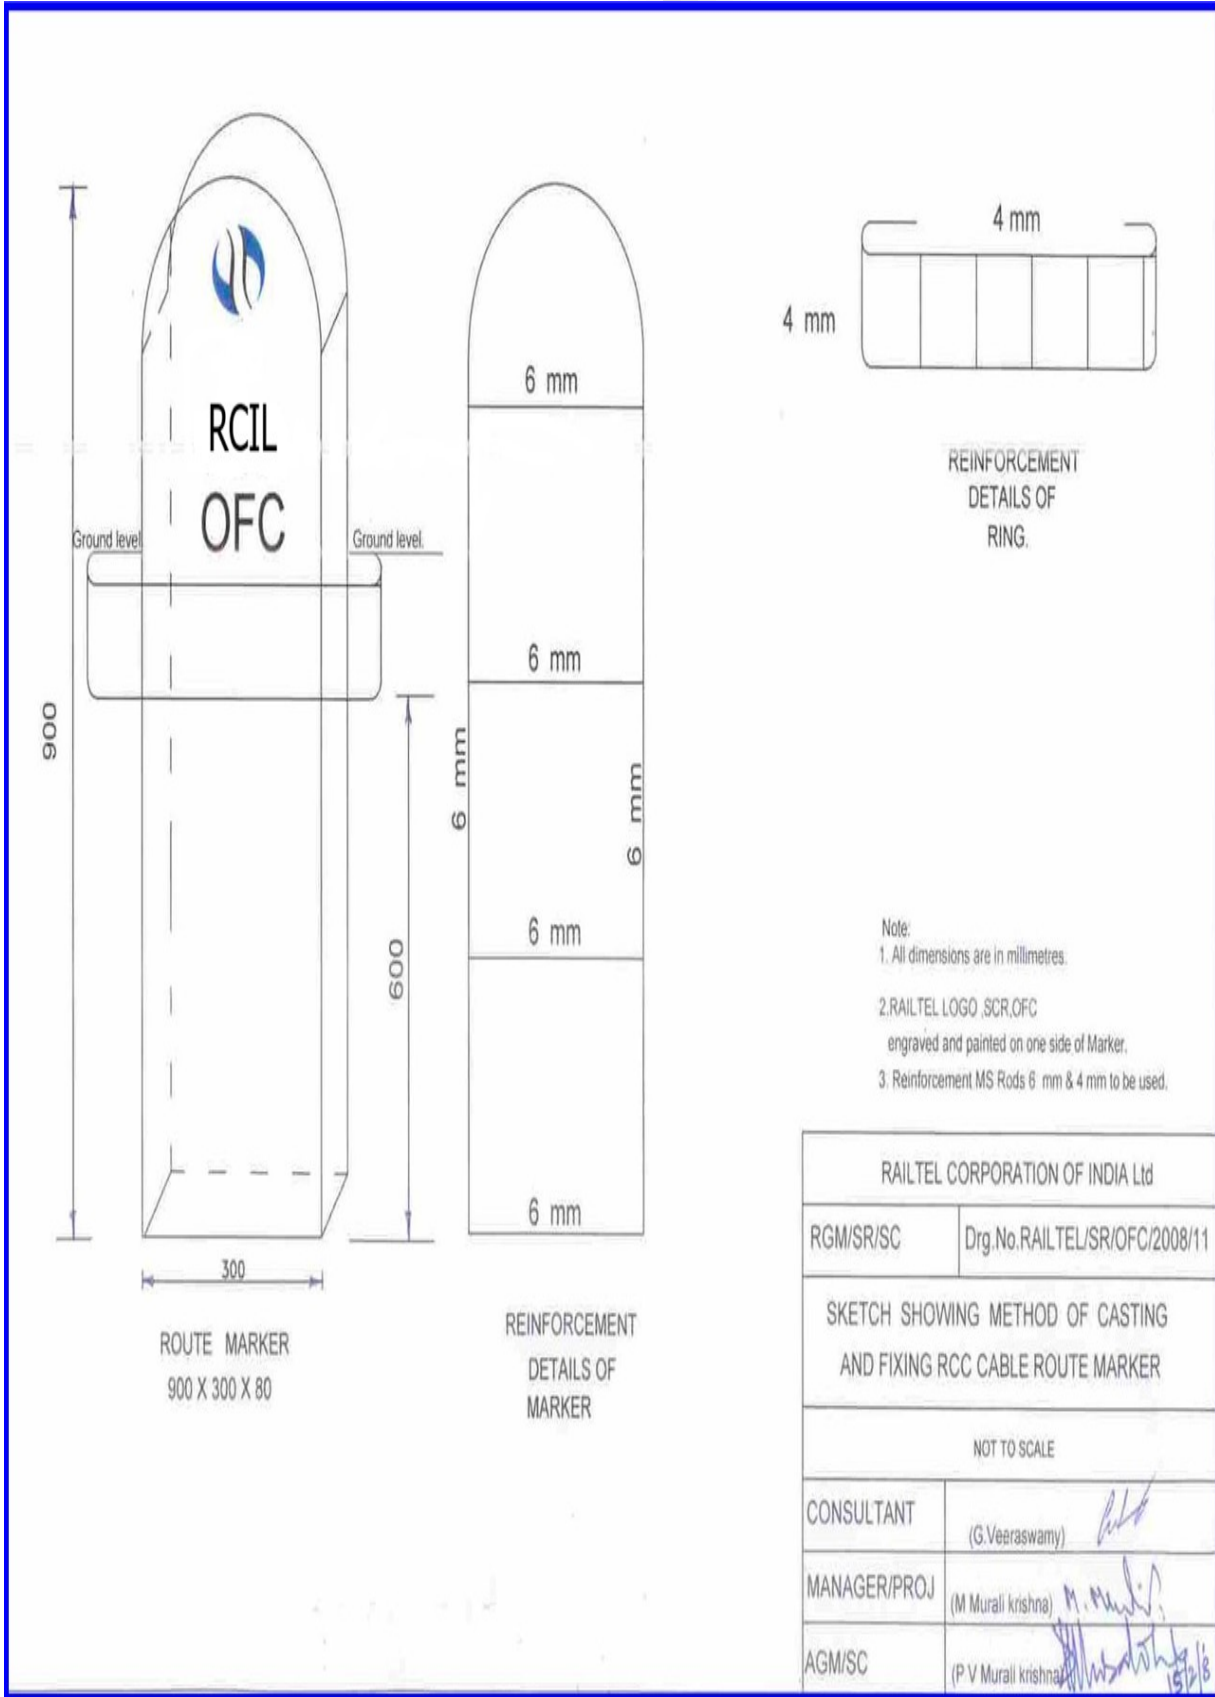 900
RCIL
OFC
Ground level
Ground level.
600
300
ROUTE MARKER
900 X 300 X 80
6 mm
6 mm
6 mm
6 mm
6 mm
6 mm
REINFORCEMENT
DETAILS OF
MARKER
4 mm
4 mm
REINFORCEMENT
DETAILS OF
RING.
Note:
1. All dimensions are in millimetres.
2.RAILTEL LOGO ,SCR,OFC
engraved and painted on one side of Marker.
3. Reinforcement MS Rods 6 mm & 4 mm to be used.
RAILTEL CORPORATION OF INDIA Ltd
RGM/SR/SC Drg.No.RAILTEL/SR/OFC/2008/11
SKETCH SHOWING METHOD OF CASTING
AND FIXING RCC CABLE ROUTE MARKER
NOT TO SCALE
CONSULTANT (G.Veeraswamy)
MANAGER/PROJ (M Murali krishna)
AGM/SC (P V Murali krishna